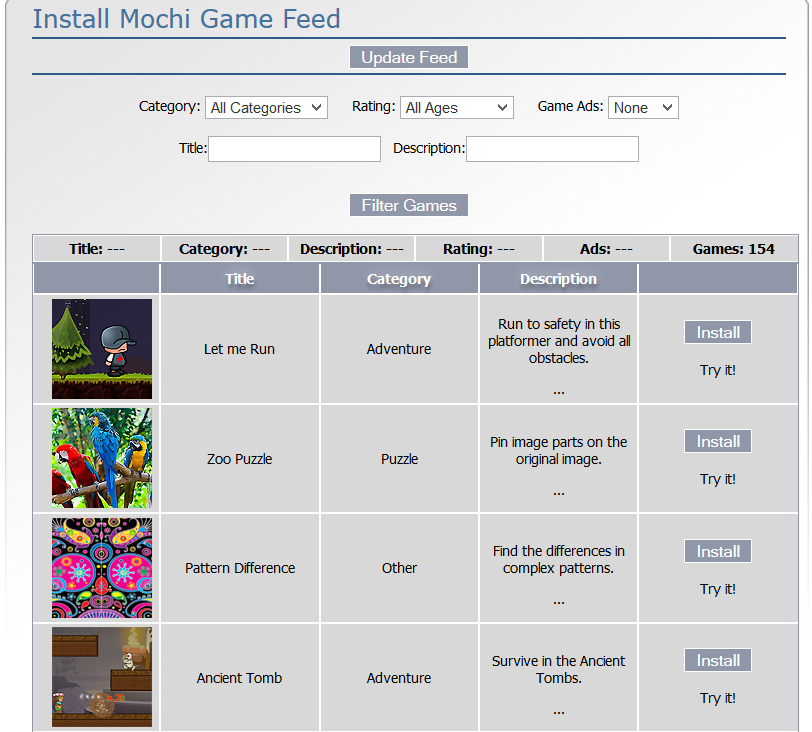 Install Mochi Game Feed
Update Feed
Category: All Categories Rating: All Ages Game Ads: None
Title: Description:
Filter Games
Title: --- Category: --- Description: --- Rating: --- Ads: --- Games: 154
Title Category Description
Let me Run
Adventure
Run to safety in this
platformer and avoid all
obstacles.
...
Install
Try it!
Zoo Puzzle
Puzzle
Pin image parts on the
original image.
...
Install
Try it!
Pattern Difference
Other
Find the differences in
complex patterns.
...
Install
Try it!
Ancient Tomb
Adventure
Survive in the Ancient
Tombs.
...
Install
Try it!